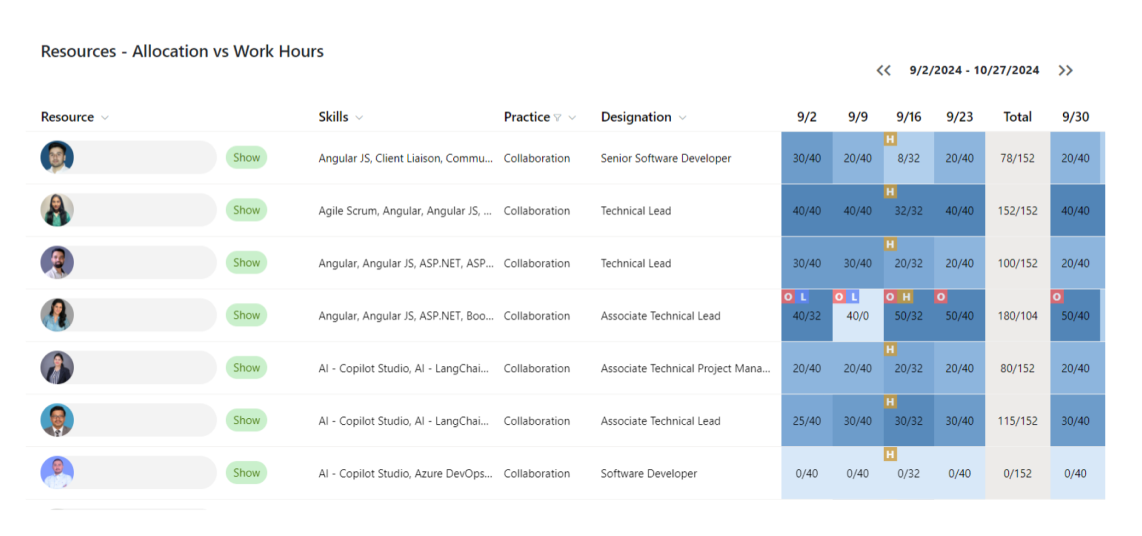 Resources - Allocation vs Work Hours
9/2/2024 - 10/27/2024
Resource Skills Practice Designation 9/2 9/9 9/16 9/23 Total 9/30
H
Show Angular JS, Client Liaison, Commu... Collaboration Senior Software Developer 30/40 20/40 8/32 20/40 78/152 20/40
H
Show Agile Scrum, Angular, Angular JS, ... Collaboration Technical Lead 40/40 40/40 32/32 40/40 152/152 40/40
H
Show Angular, Angular JS, ASP.NET, ASP... Collaboration Technical Lead 30/40 30/40 20/32 20/40 100/152 20/40
O L O L O H O O
Show Angular, Angular JS, ASP.NET, Boo... Collaboration Associate Technical Lead 40/32 40/0 50/32 50/40 180/104 50/40
H
Show AI - Copilot Studio, AI - LangChai... Collaboration Associate Technical Project Mana... 20/40 20/40 20/32 20/40 80/152 20/40
H
Show AI - Copilot Studio, AI - LangChai... Collaboration Associate Technical Lead 25/40 30/40 30/32 30/40 115/152 30/40
H
Show AI - Copilot Studio, Azure DevOps... Collaboration Software Developer 0/40 0/40 0/32 0/40 0/152 0/40